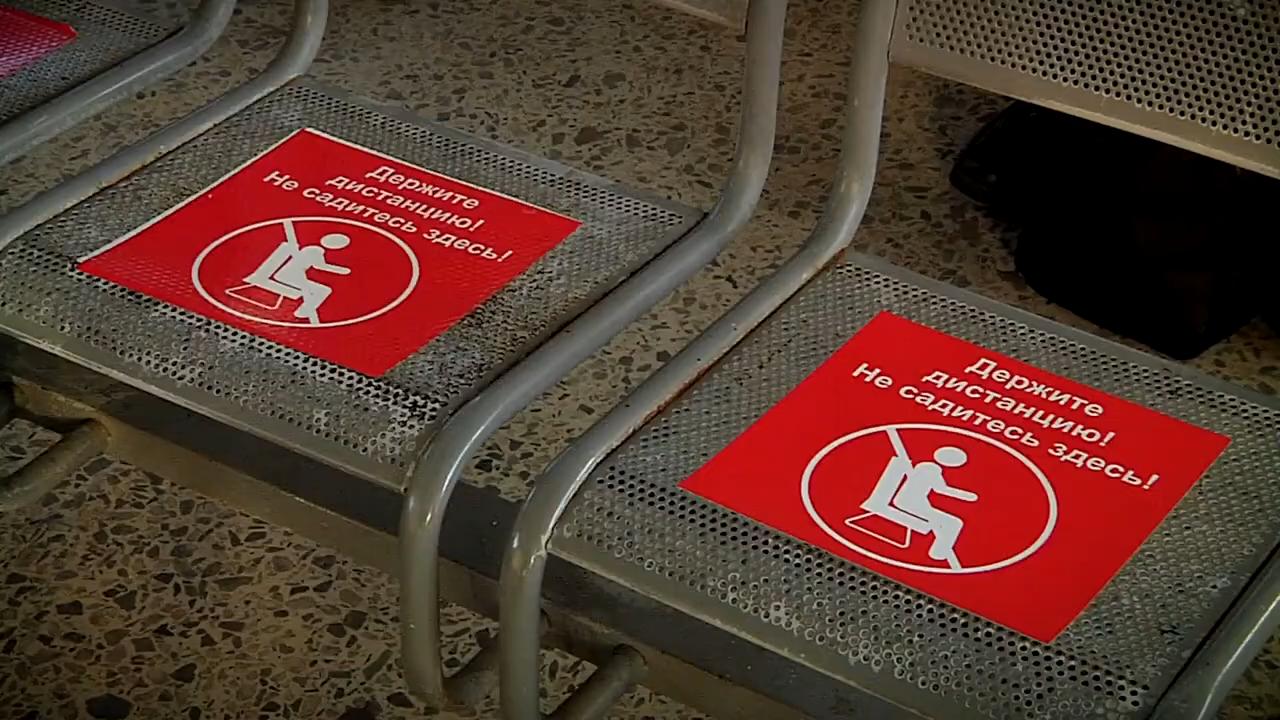 Держите
дистанцию!
Не садитесь здесь!
Держите
дистанцию!
Не садитесь здесь!